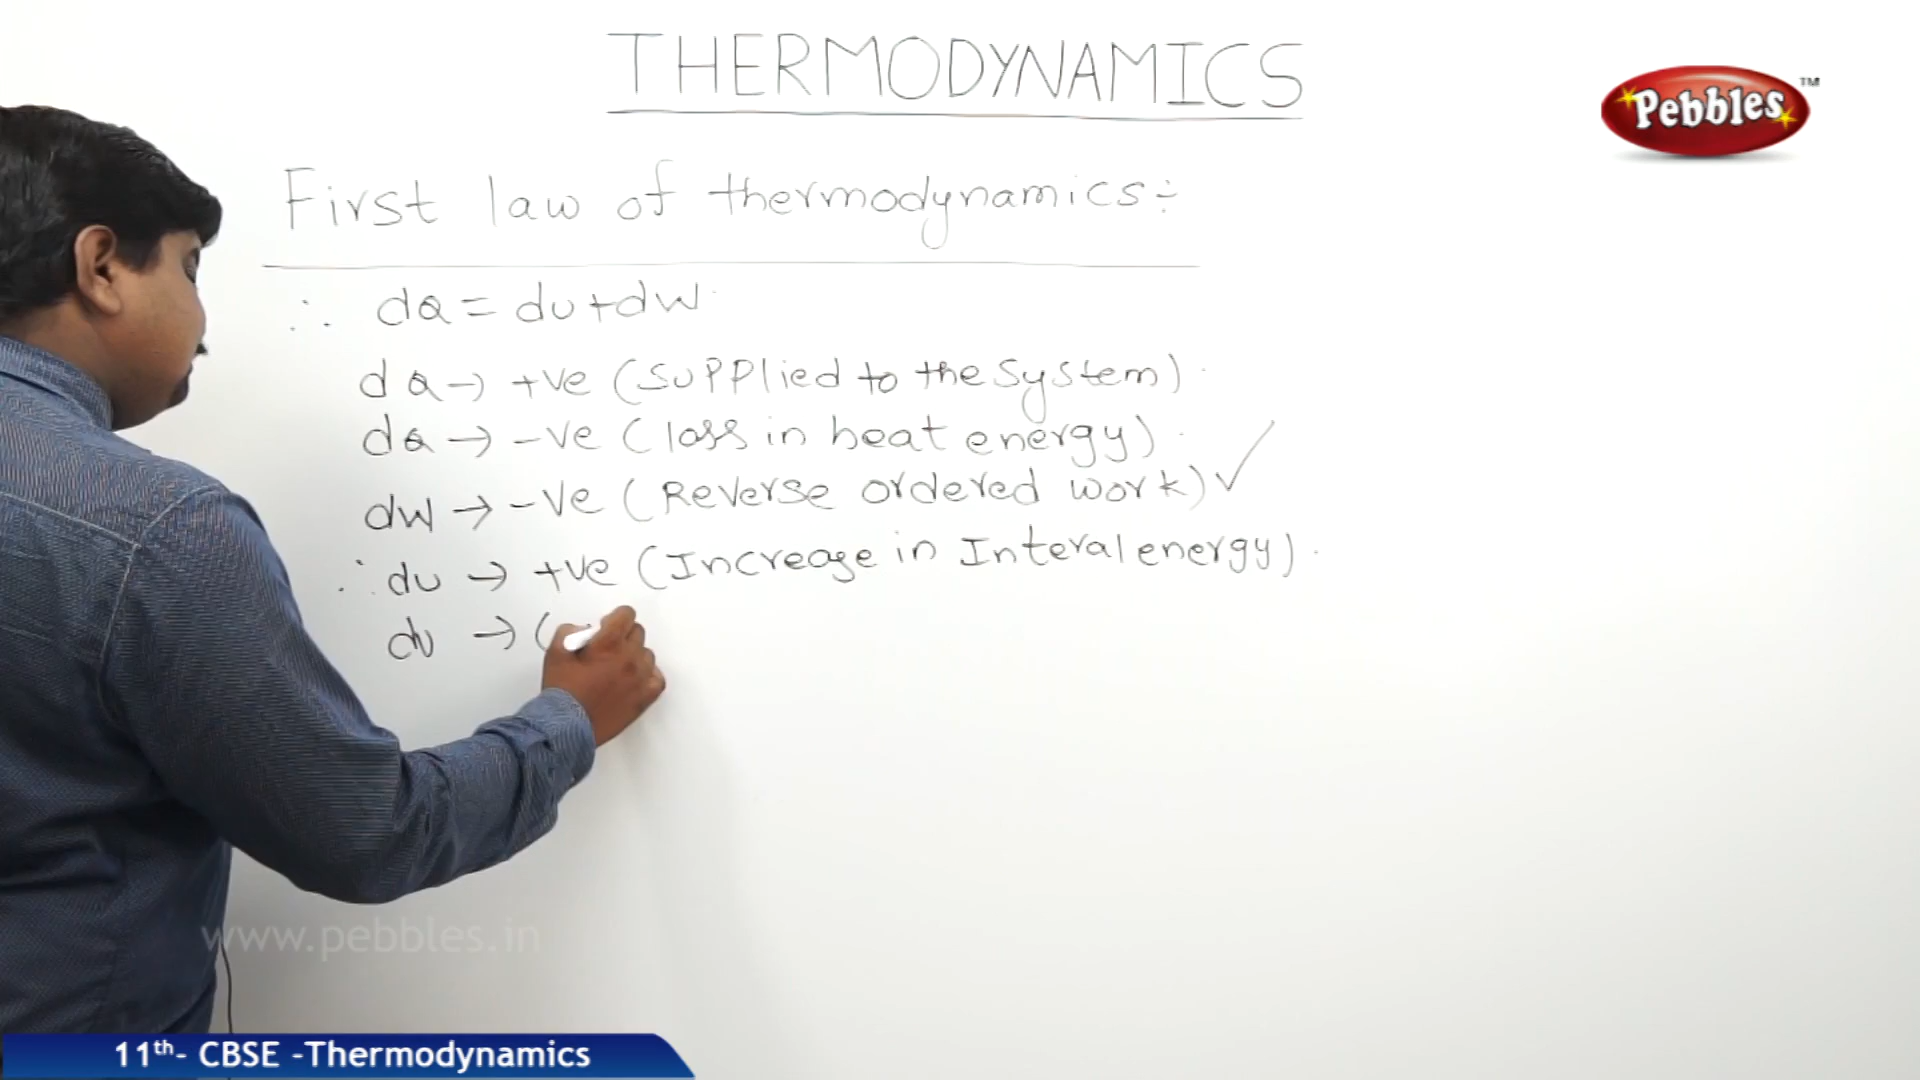 THERMODYNAMICS
Pebbles™
First law of thermodynamics÷
∴ dQ = du+dw
dQ → +ve (supplied to the system)
dQ → -ve (loss in heat energy)
dw → -ve (Reverse ordered work) ✓
∴ du → +ve (Increase in Interal energy)
du → (
www.pebbles.in
11th- CBSE -Thermodynamics